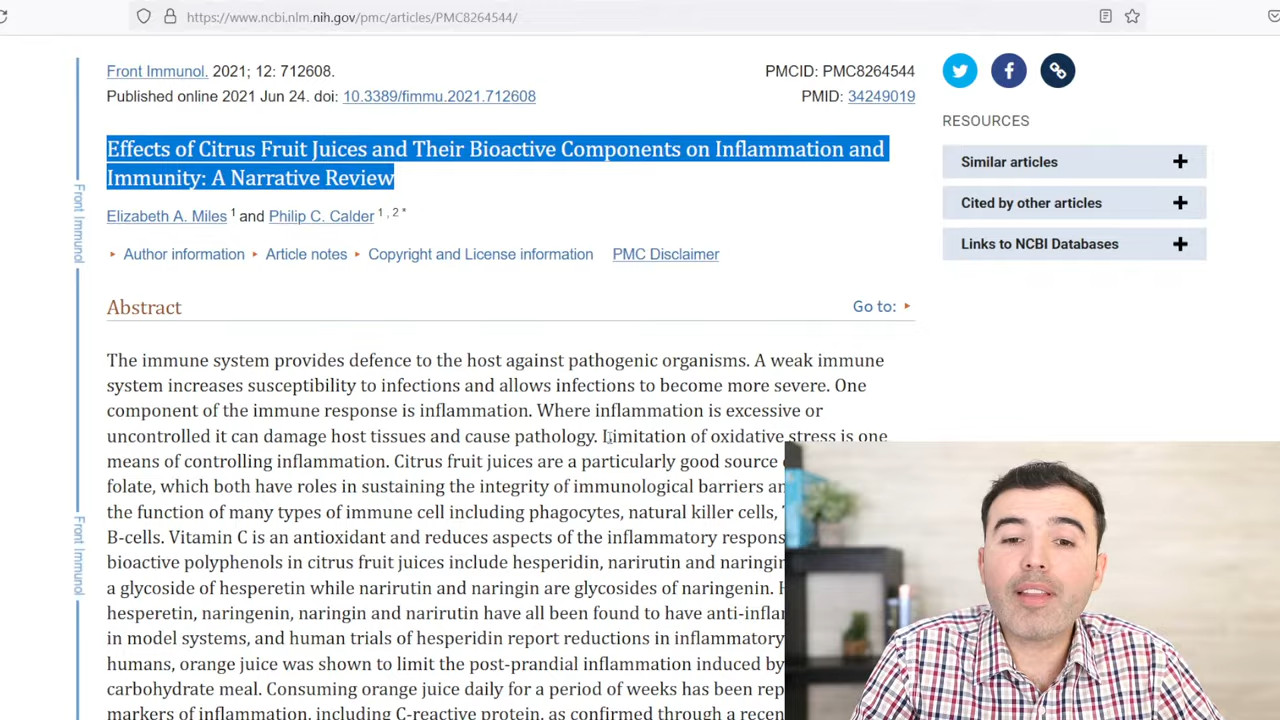 https://www.ncbi.nlm.nih.gov/pmc/articles/PMC8264544/
Front Immunol. 2021; 12: 712608.
PMCID: PMC8264544
Published online 2021 Jun 24. doi: 10.3389/fimmu.2021.712608
PMID: 34249019
Effects of Citrus Fruit Juices and Their Bioactive Components on Inflammation and
Immunity: A Narrative Review
Elizabeth A. Miles 1 and Philip C. Calder 1 , 2 *
Author information
Article notes
Copyright and License information
PMC Disclaimer
Abstract
Go to:
The immune system provides defence to the host against pathogenic organisms. A weak immune
system increases susceptibility to infections and allows infections to become more severe. One
component of the immune response is inflammation. Where inflammation is excessive or
uncontrolled it can damage host tissues and cause pathology. Limitation of oxidative stress is one
means of controlling inflammation. Citrus fruit juices are a particularly good source
folate, which both have roles in sustaining the integrity of immunological barriers
the function of many types of immune cell including phagocytes, natural killer cells,
B-cells. Vitamin C is an antioxidant and reduces aspects of the inflammatory
bioactive polyphenols in citrus fruit juices include hesperidin, narirutin and
a glycoside of hesperetin while narirutin and naringin are glycosides of naringenin.
hesperetin, naringenin, naringin and narirutin have all been found to have
in model systems, and human trials of hesperidin report reductions in inflammatory
humans, orange juice was shown to limit the post-prandial inflammation induced by
carbohydrate meal. Consuming orange juice daily for a period of weeks has been
markers of inflammation, including C-reactive protein, as confirmed through a
RESOURCES
Similar articles
Cited by other articles
Links to NCBI Databases
Front Immunol
Front Immunol